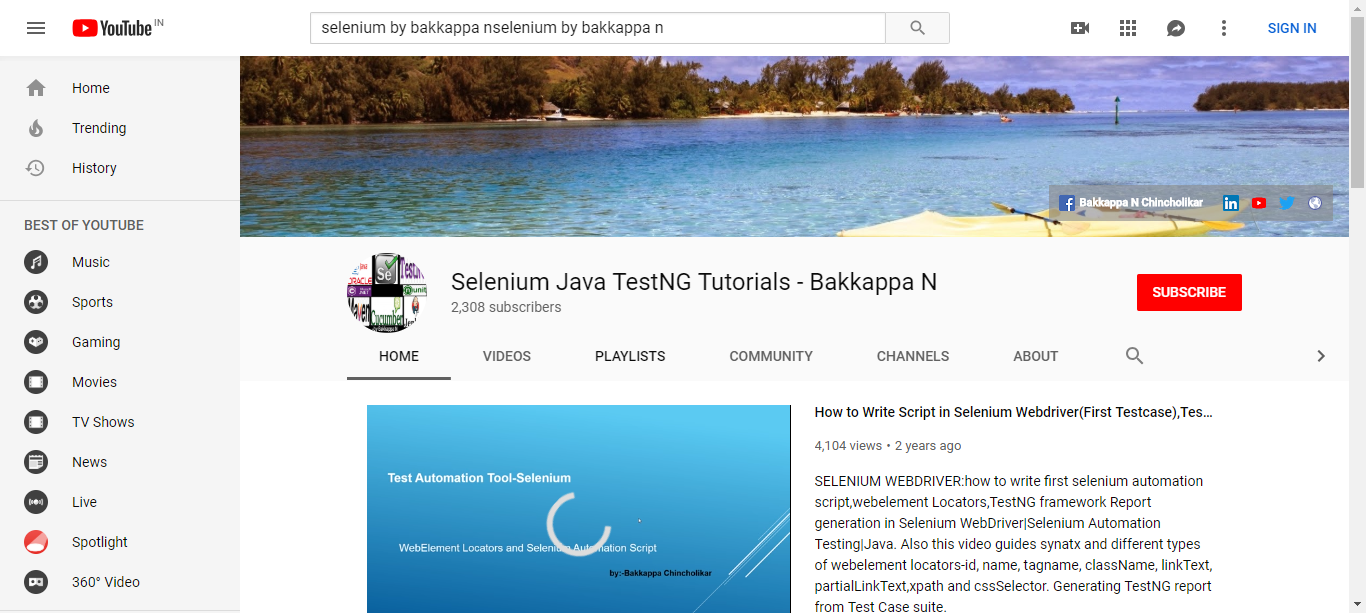 YouTube IN
selenium by bakkappa nselenium by bakkappa n
SIGN IN
Home
Trending
History
BEST OF YOUTUBE
Music
Sports
Gaming
Movies
TV Shows
News
Live
Spotlight
360° Video
Bakkappa N Chincholikar
Selenium Java TestNG Tutorials - Bakkappa N
2,308 subscribers
SUBSCRIBE
HOME VIDEOS PLAYLISTS COMMUNITY CHANNELS ABOUT
Test Automation Tool-Selenium
WebElement Locators and Selenium Automation Script
by:-Bakkappa Chincholikar
How to Write Script in Selenium Webdriver(First Testcase),Tes...
4,104 views • 2 years ago
SELENIUM WEBDRIVER:how to write first selenium automation
script,webelement Locators,TestNG framework Report
generation in Selenium WebDriver|Selenium Automation
Testing|Java. Also this video guides synatx and different types
of webelement locators-id, name, tagname, className, linkText,
partialLinkText,xpath and cssSelector. Generating TestNG report
from Test Case suite.